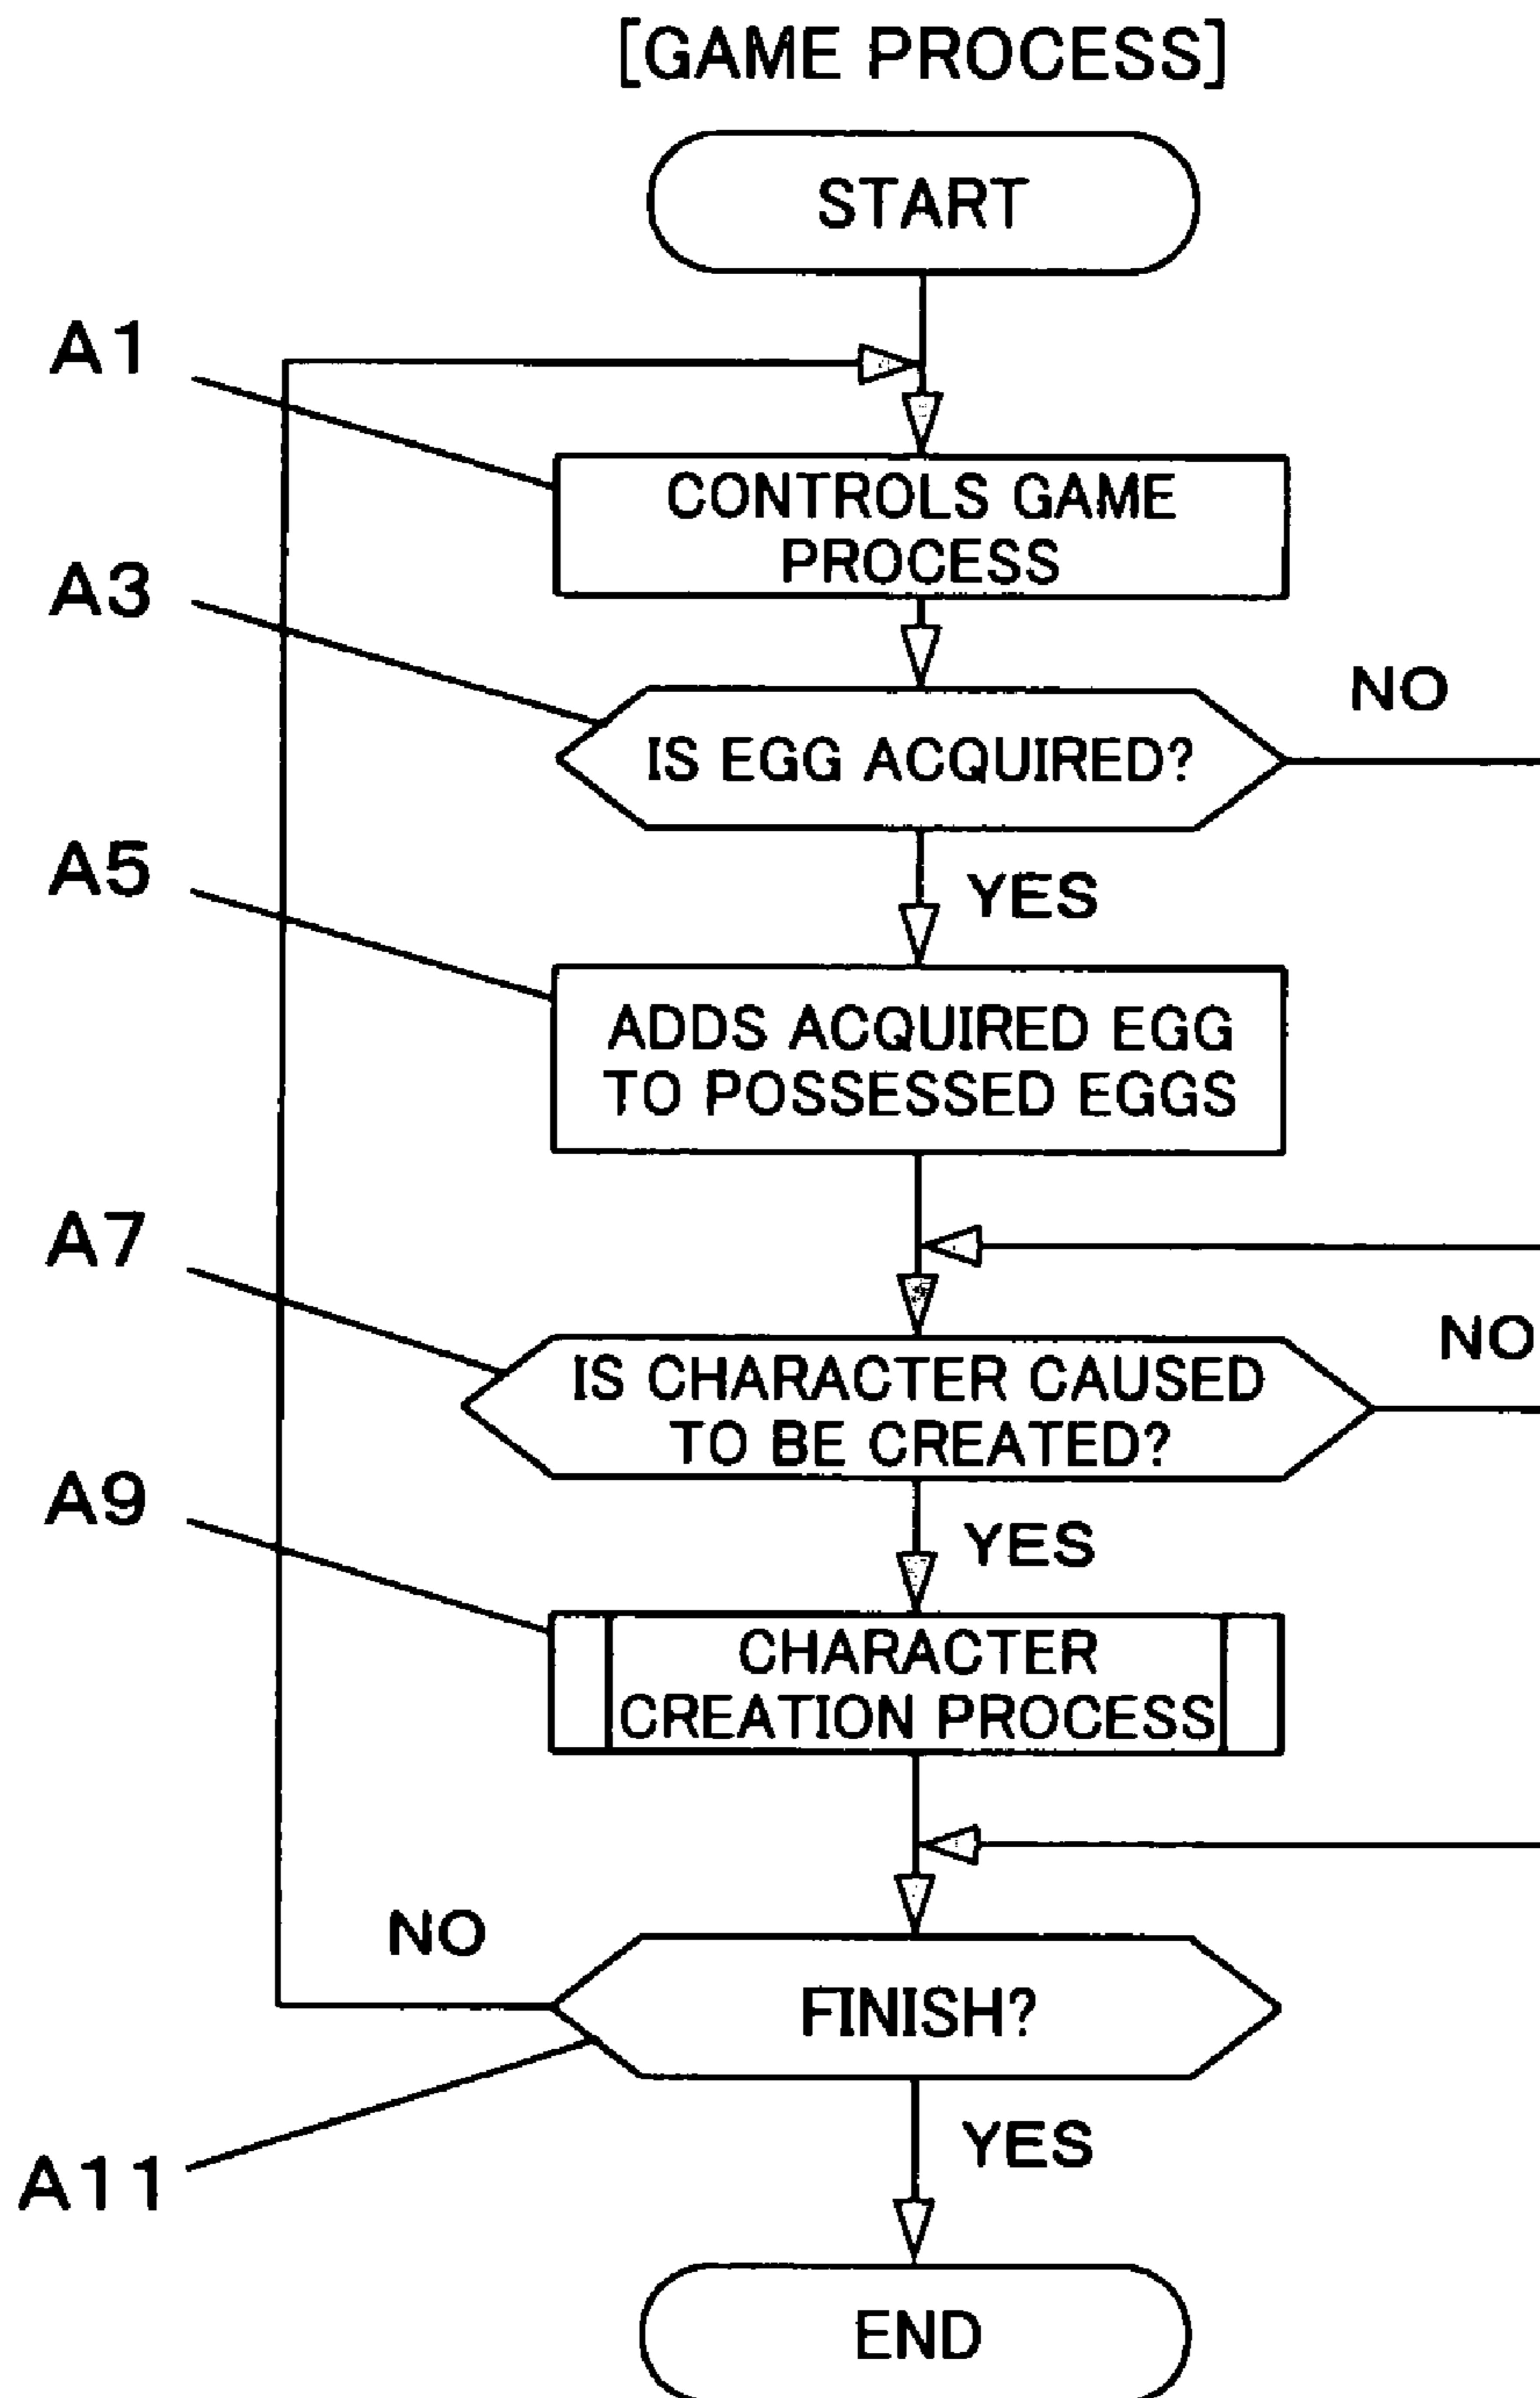 [GAME PROCESS]
START
A1
CONTROLS GAME
PROCESS
A3
NO
IS EGG ACQUIRED?
A5
YES
ADDS ACQUIRED EGG
TO POSSESSED EGGS
A7
NO
IS CHARACTER CAUSED
TO BE CREATED?
A9
YES
CHARACTER
CREATION PROCESS
NO
FINISH?
A11
YES
END